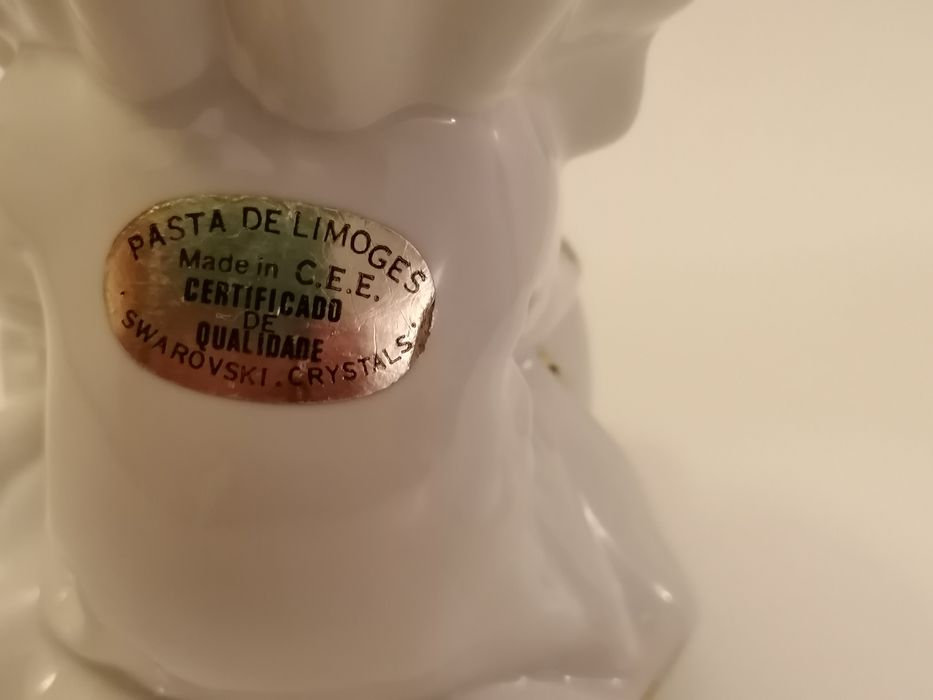 PASTA DE LIMOGES
Made in C.E.E.
CERTIFICADO
DE
QUALIDADE
SWAROVSKI . CRYSTALS.